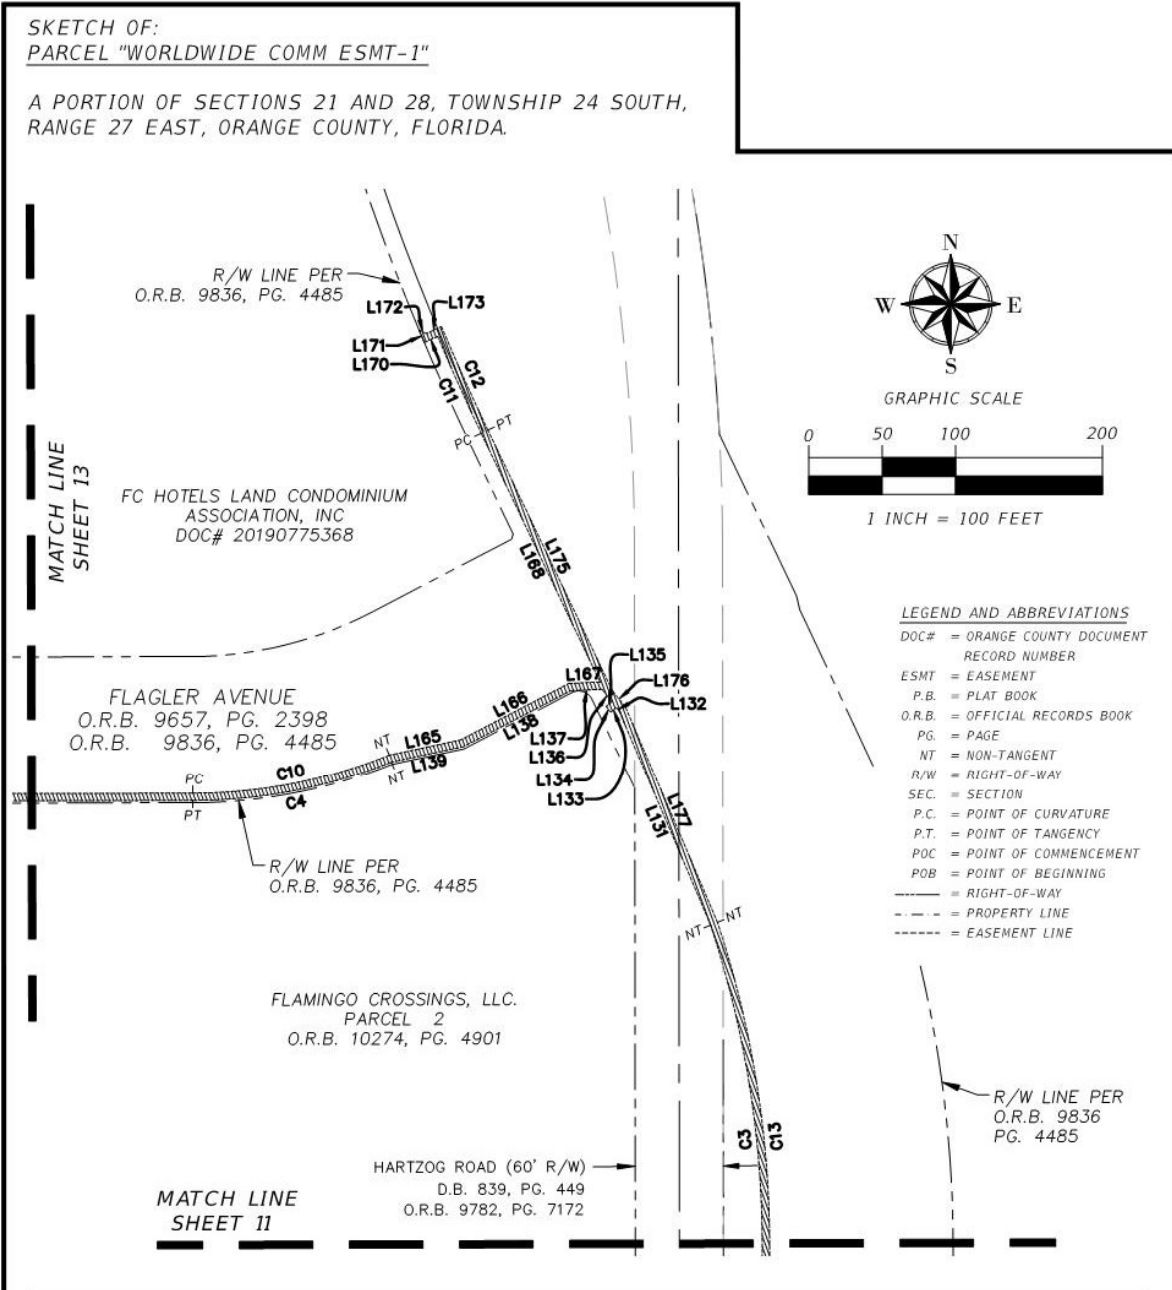 SKETCH OF:
PARCEL "WORLDWIDE COMM ESMT-1"
A PORTION OF SECTIONS 21 AND 28, TOWNSHIP 24 SOUTH,
RANGE 27 EAST, ORANGE COUNTY, FLORIDA.
R/W LINE PER
O.R.B. 9836, PG. 4485
L172
L173
L171
L170
C12
C11
PC
PT
N
W
E
S
GRAPHIC SCALE
0 50 100 200
1 INCH = 100 FEET
MATCH LINE
SHEET 13
FC HOTELS LAND CONDOMINIUM
ASSOCIATION, INC
DOC# 20190775368
L175
L168
LEGEND AND ABBREVIATIONS
DOC# = ORANGE COUNTY DOCUMENT
RECORD NUMBER
ESMT = EASEMENT
P.B. = PLAT BOOK
O.R.B. = OFFICIAL RECORDS BOOK
PG. = PAGE
NT = NON-TANGENT
R/W = RIGHT-OF-WAY
SEC. = SECTION
P.C. = POINT OF CURVATURE
P.T. = POINT OF TANGENCY
POC = POINT OF COMMENCEMENT
POB = POINT OF BEGINNING
= RIGHT-OF-WAY
= PROPERTY LINE
= EASEMENT LINE
FLAGLER AVENUE
O.R.B. 9657, PG. 2398
O.R.B. 9836, PG. 4485
L135
L167
L176
L132
L166
L138
L137
L136
L134
L133
NT
L165
L139
NT
PC
PT
C10
C4
L177
L131
R/W LINE PER
O.R.B. 9836, PG. 4485
NT
NT
FLAMINGO CROSSINGS, LLC.
PARCEL 2
O.R.B. 10274, PG. 4901
R/W LINE PER
O.R.B. 9836
PG. 4485
C3
C13
HARTZOG ROAD (60' R/W)
D.B. 839, PG. 449
O.R.B. 9782, PG. 7172
MATCH LINE
SHEET 11